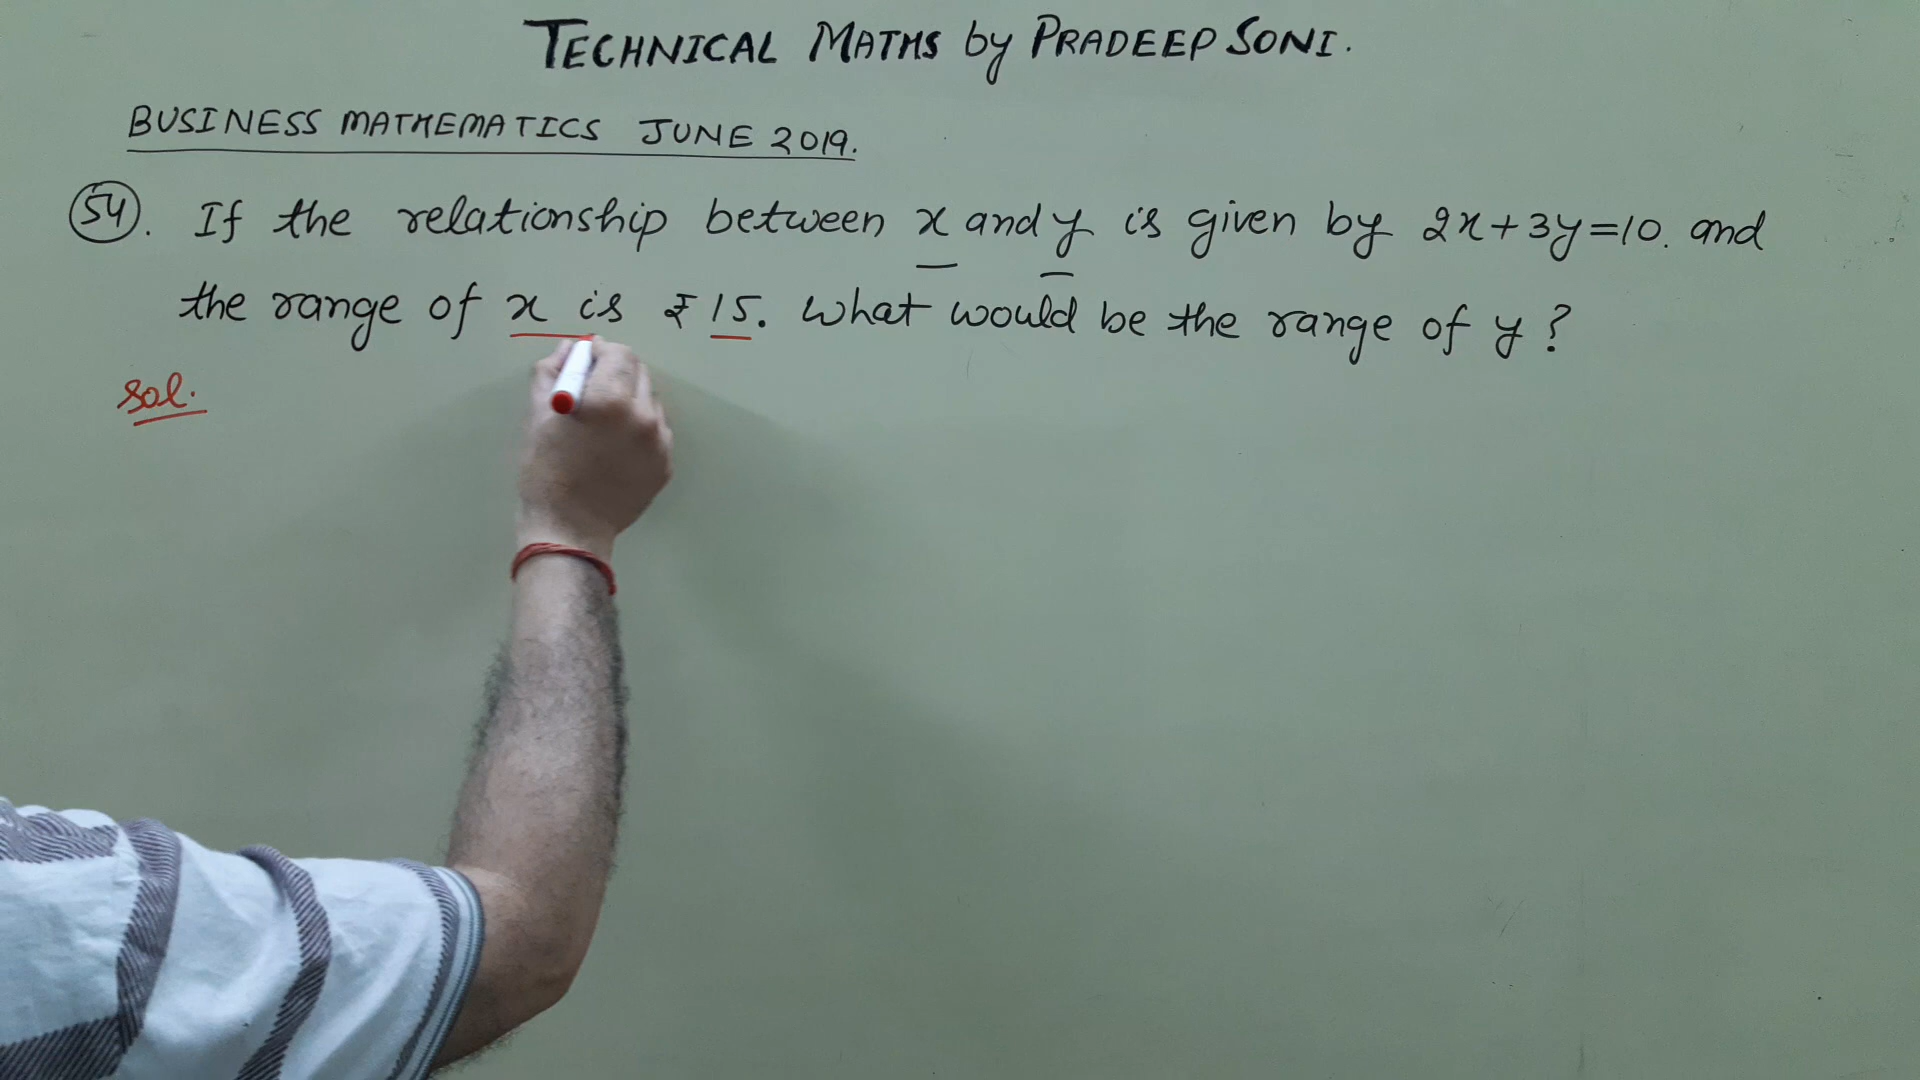 TECHNICAL MATHS by PRADEEP SONI.
BUSINESS MATHEMATICS JUNE 2019.
54. If the relationship between x and y is given by 2x+3y=10. and
the range of x is ₹ 15. What would be the range of y?
Sol.